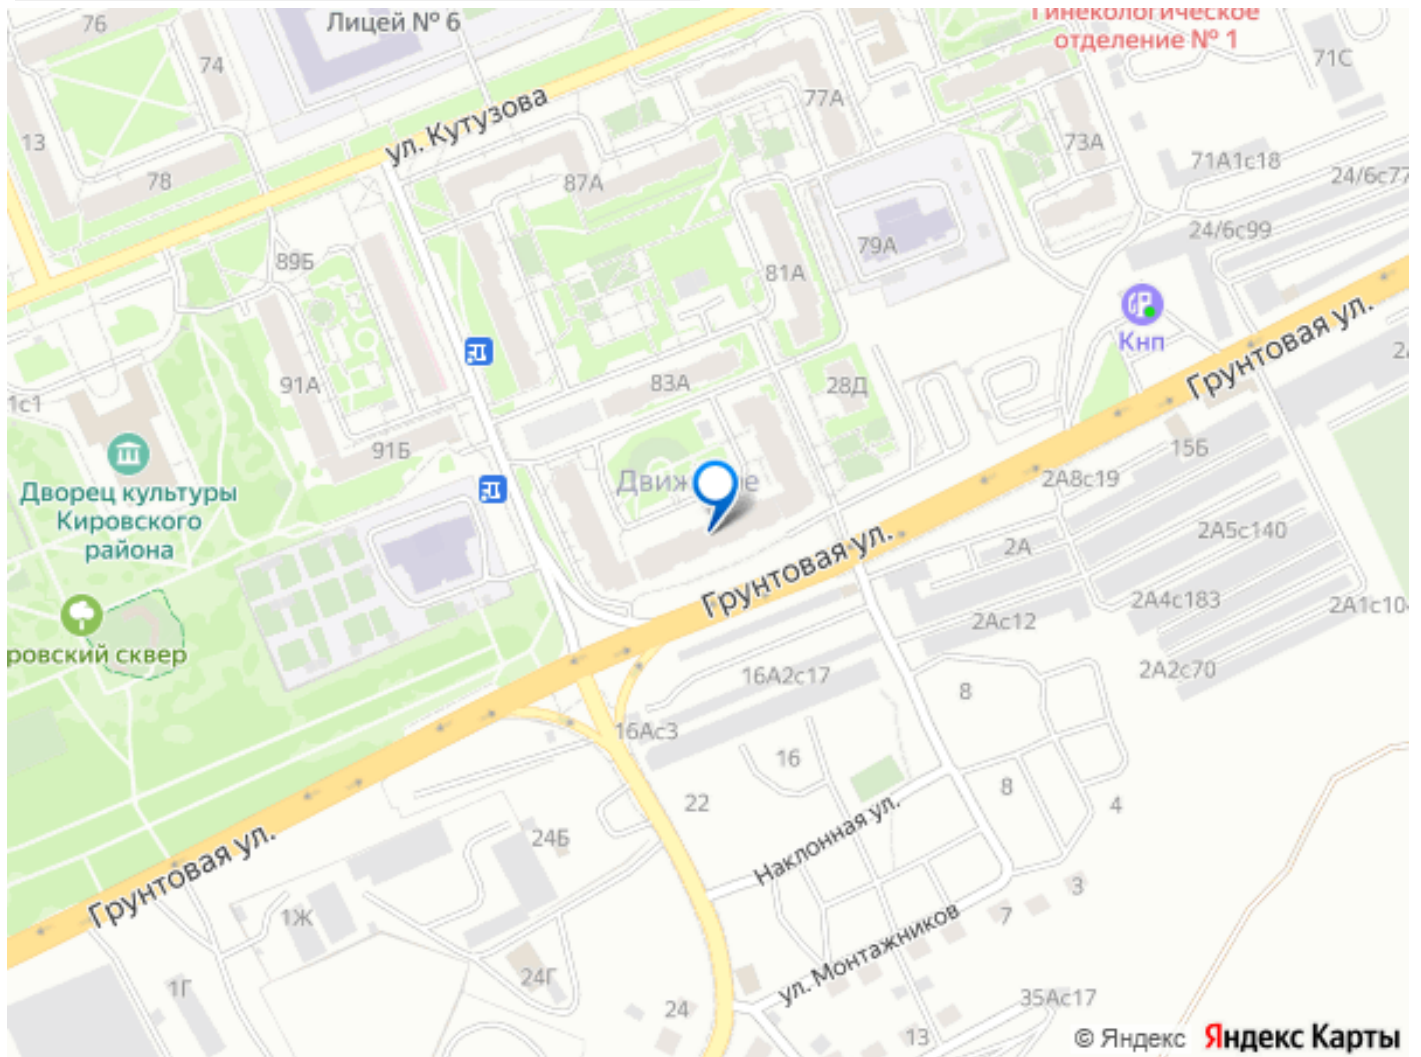 76
Лицей № 6
Гинекологическое
отделение № 1
74
71С
77А
ул. Кутузова
13
73А
71А1с18
78
87А
24/6с77
24/6с99
79А
89Б
81А
Кнп
Грунтовая ул.
91А
83А
28Д
1с1
91Б
15Б
Дворец культуры
Кировского
района
2А8с19
2А5с140
Грунтовая ул.
2А
2А4с183
2А1с10
2Ас12
ровский сквер
16А2с17
2А2с70
8
16Ас3
16
22
8
4
Наклонная ул.
24Б
Грунтовая ул.
3
1Ж
7
ул. Монтажников
24Г
1Г
35Ас17
24
13
© Яндекс Яндекс Карты